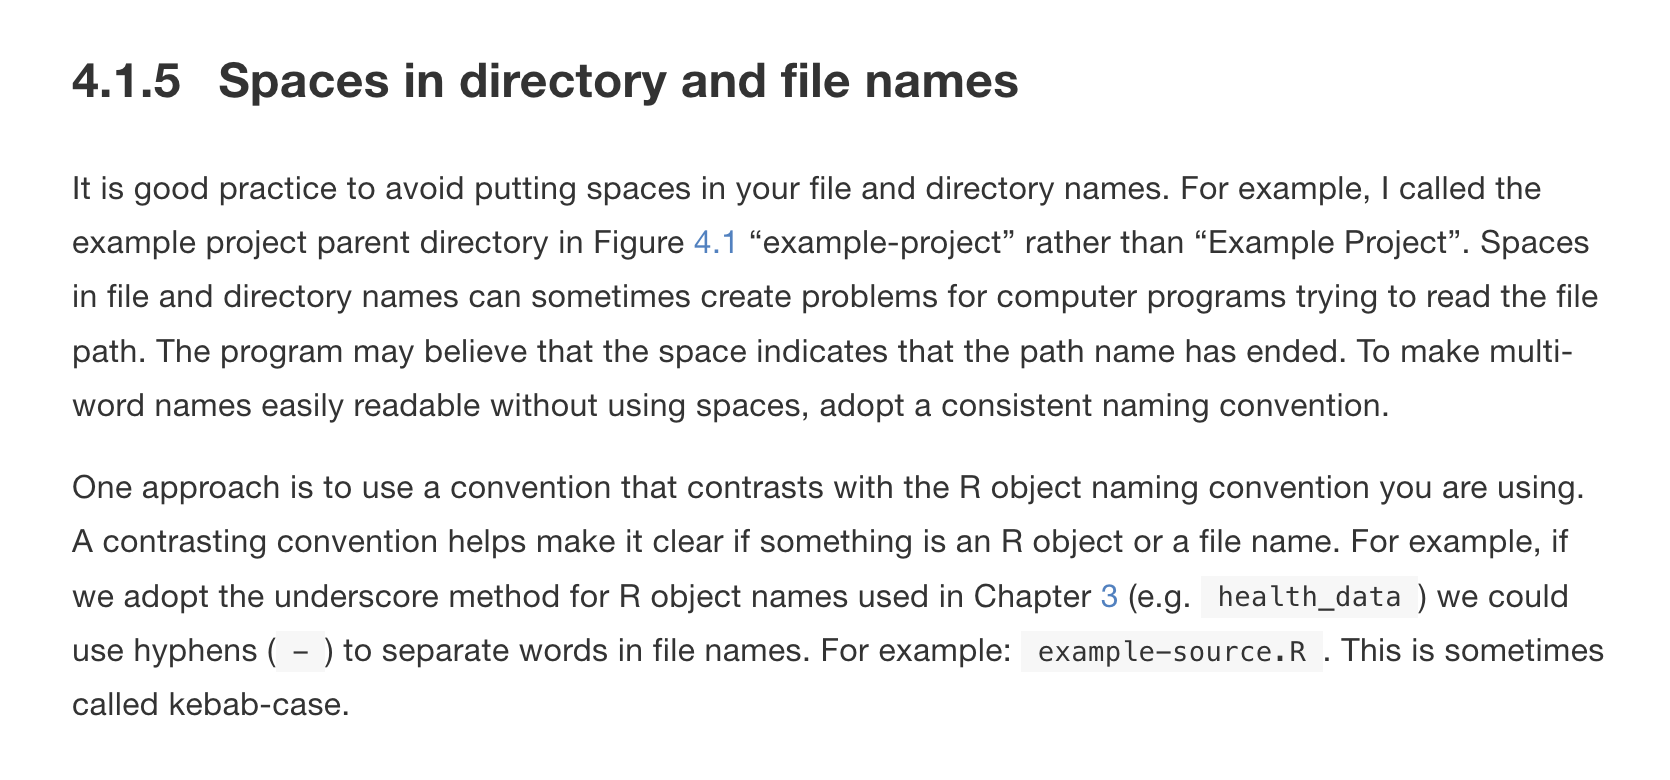 4.1.5 Spaces in directory and file names
It is good practice to avoid putting spaces in your file and directory names. For example, I called the
example project parent directory in Figure 4.1 “example-project” rather than “Example Project”. Spaces
in file and directory names can sometimes create problems for computer programs trying to read the file
path. The program may believe that the space indicates that the path name has ended. To make multi-
word names easily readable without using spaces, adopt a consistent naming convention.
One approach is to use a convention that contrasts with the R object naming convention you are using.
A contrasting convention helps make it clear if something is an R object or a file name. For example, if
we adopt the underscore method for R object names used in Chapter 3 (e.g. health_data ) we could
use hyphens ( - ) to separate words in file names. For example: example-source.R . This is sometimes
called kebab-case.